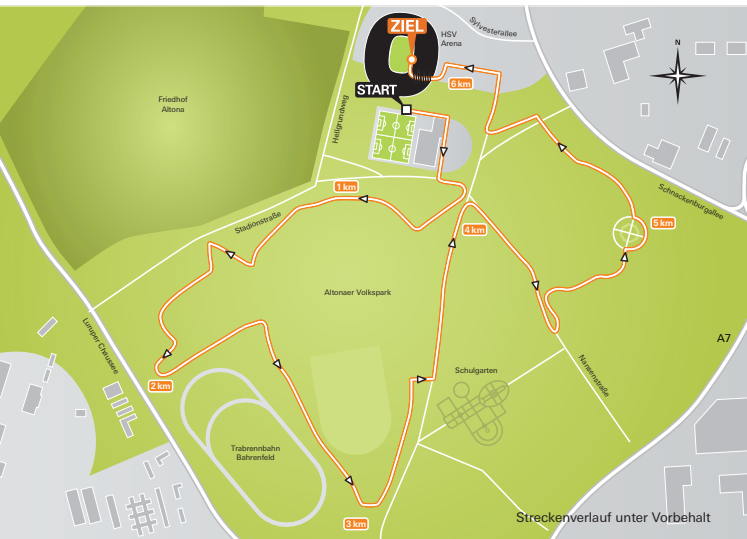 ZIEL
HSV
Arena
Sylvesterallee
N
6 km
START
Friedhof
Altona
Hellgrundweg
1 km
Stadionstraße
Schnackenburgallee
5 km
4 km
Altonaer Volkspark
A7
Luruper Chaussee
Schulgarten
Nansenstraße
2 km
Trabrennbahn
Bahrenfeld
3 km
Streckenverlauf unter Vorbehalt